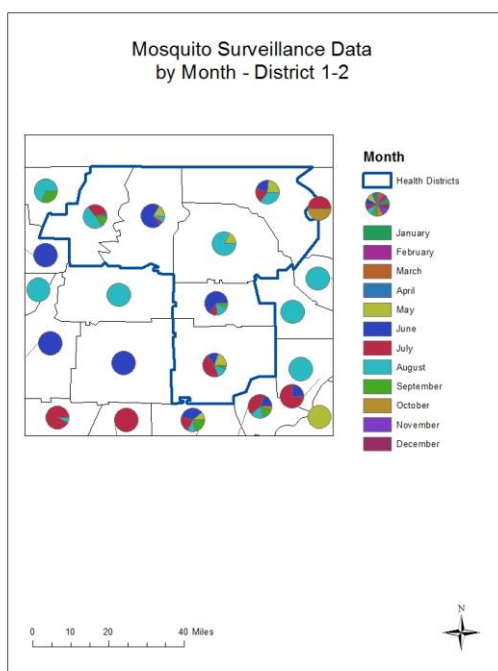 Mosquito Surveillance Data
by Month - District 1-2
Month
Health Districts
January
February
March
April
May
June
July
August
September
October
November
December
N
0 10 20 40 Miles